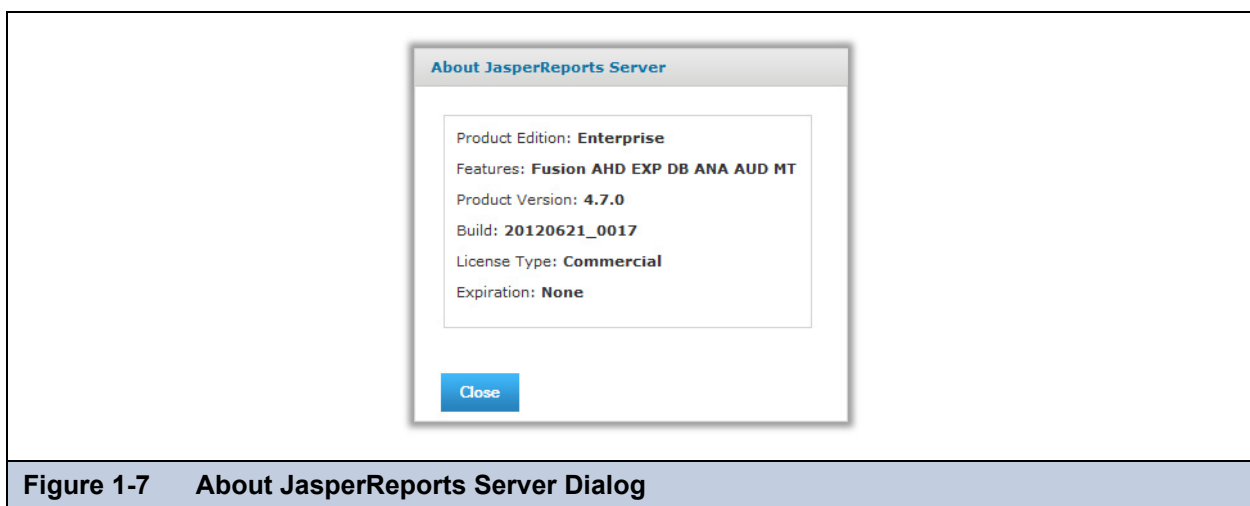 About JasperReports Server
Product Edition: Enterprise
Features: Fusion AHD EXP DB ANA AUD MT
Product Version: 4.7.0
Build: 20120621_0017
License Type: Commercial
Expiration: None
Close
Figure 1-7 About JasperReports Server Dialog